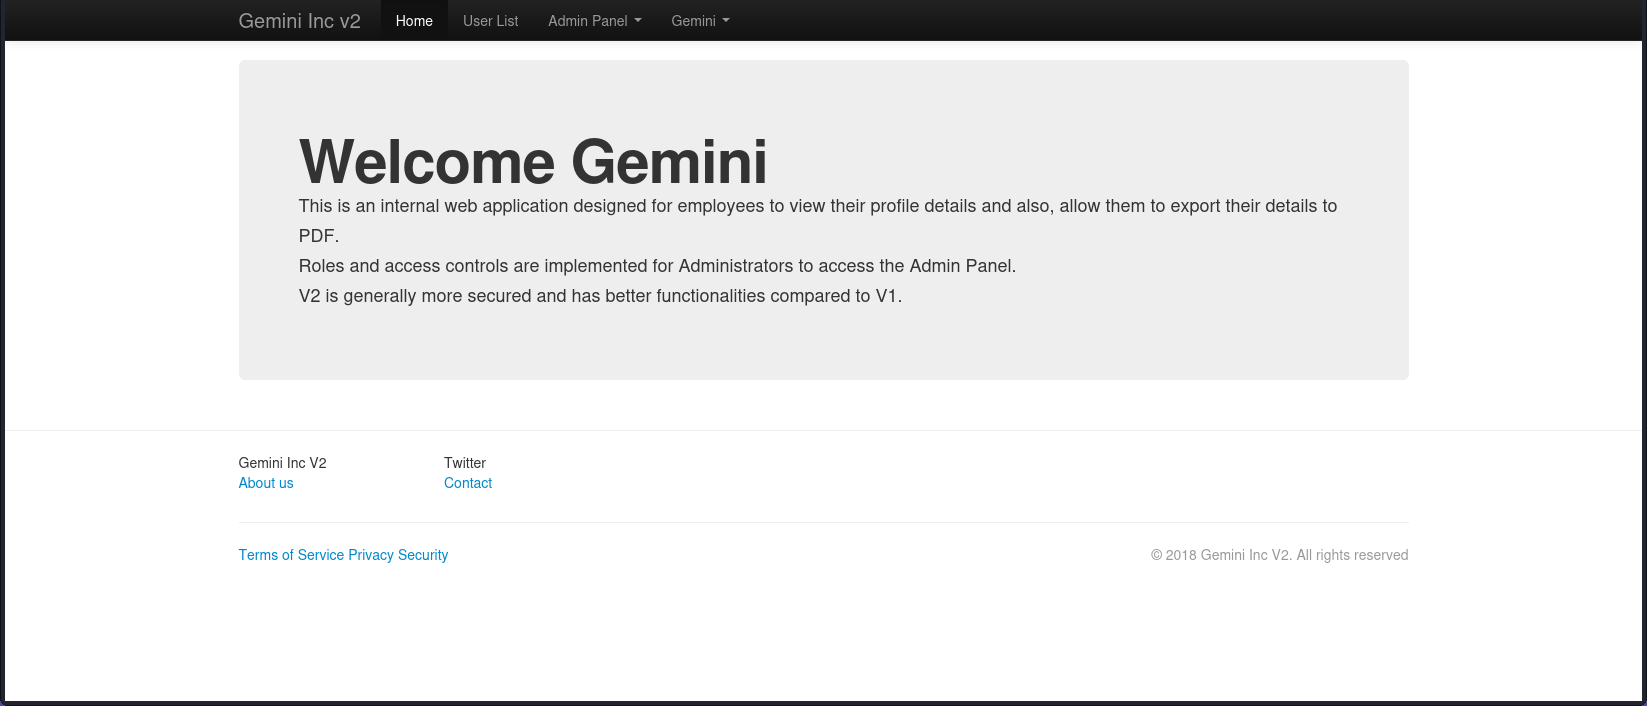 Gemini Inc v2 Home User List Admin Panel Gemini
Welcome Gemini
This is an internal web application designed for employees to view their profile details and also, allow them to export their details to
PDF.
Roles and access controls are implemented for Administrators to access the Admin Panel.
V2 is generally more secured and has better functionalities compared to V1.
Gemini Inc V2 Twitter
About us Contact
Terms of Service Privacy Security © 2018 Gemini Inc V2. All rights reserved